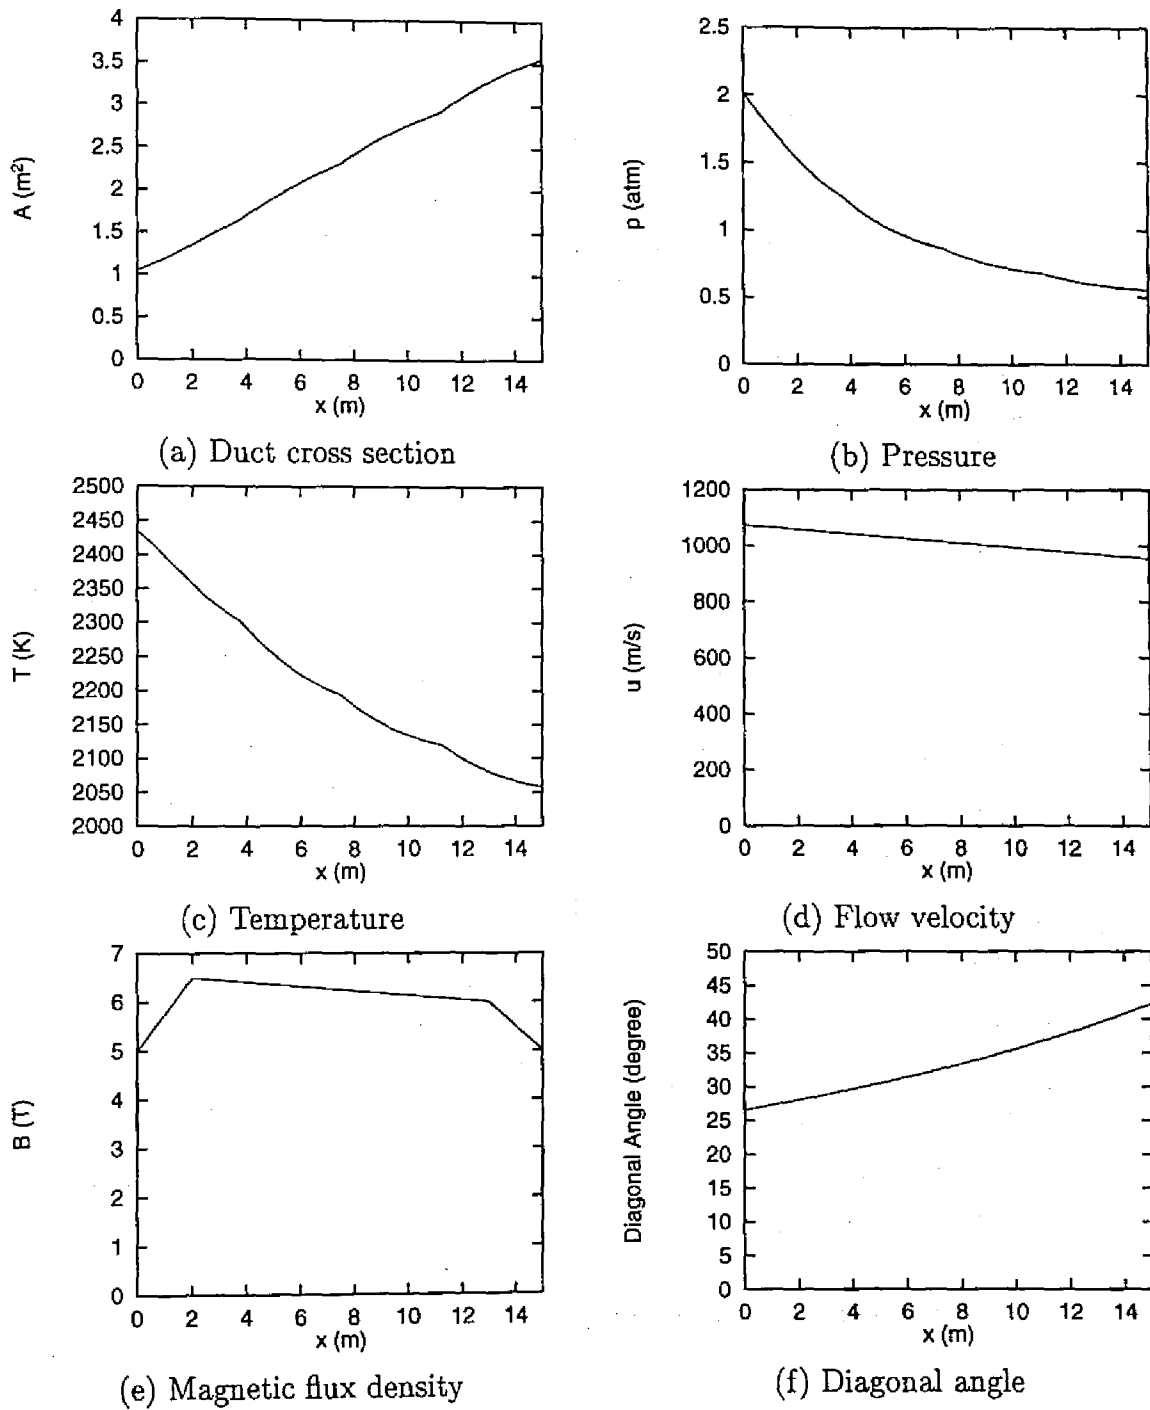 4
3.5
3
2.5
2
1.5
1
0.5
0
A (m²)
0 2 4 6 8 10 12 14
x (m)
(a) Duct cross section
2.5
2
1.5
1
0.5
0
p (atm)
0 2 4 6 8 10 12 14
x (m)
(b) Pressure
2500
2450
2400
2350
2300
2250
2200
2150
2100
2050
2000
T (K)
0 2 4 6 8 10 12 14
x (m)
(c) Temperature
1200
1000
800
600
400
200
0
u (m/s)
0 2 4 6 8 10 12 14
x (m)
(d) Flow velocity
7
6
5
4
3
2
1
0
B (T)
0 2 4 6 8 10 12 14
x (m)
(e) Magnetic flux density
50
45
40
35
30
25
20
15
10
5
0
Diagonal Angle (degree)
0 2 4 6 8 10 12 14
x (m)
(f) Diagonal angle